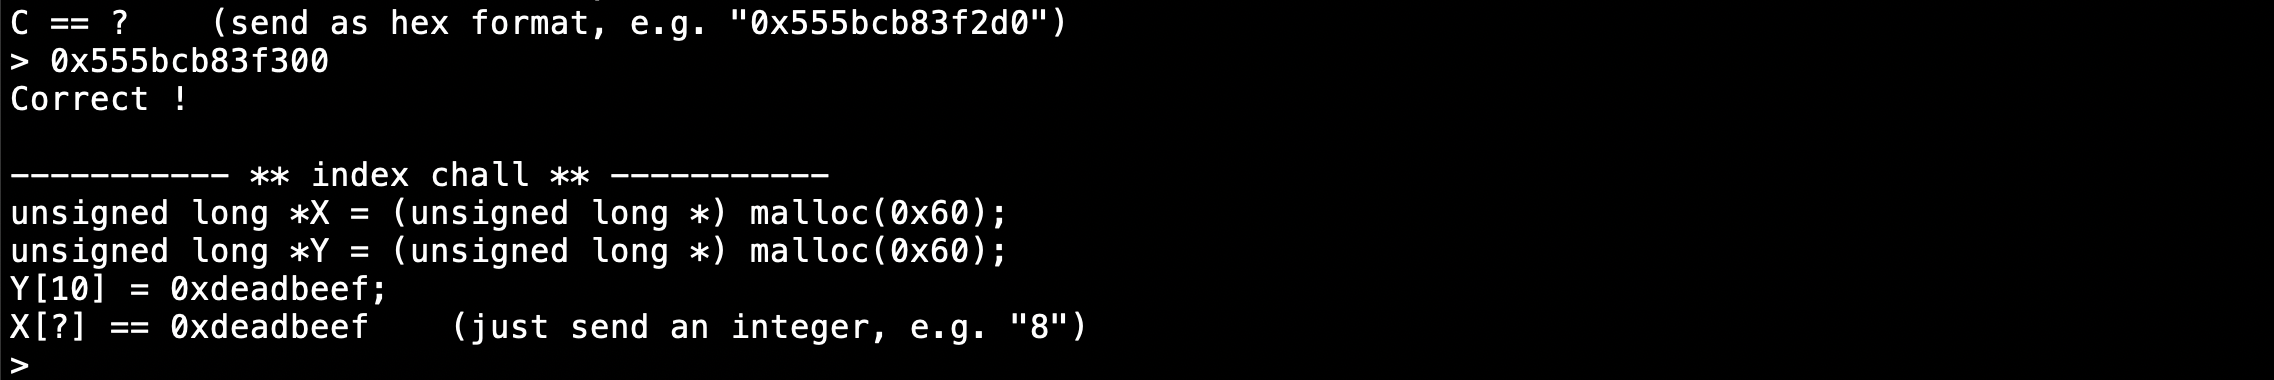 C == ?    (send as hex format, e.g. "0x555bcb83f2d0")
> 0x555bcb83f300
Correct !
----------- ** index chall ** -----------
unsigned long *X = (unsigned long *) malloc(0x60);
unsigned long *Y = (unsigned long *) malloc(0x60);
Y[10] = 0xdeadbeef;
X[?] == 0xdeadbeef    (just send an integer, e.g. "8")
>